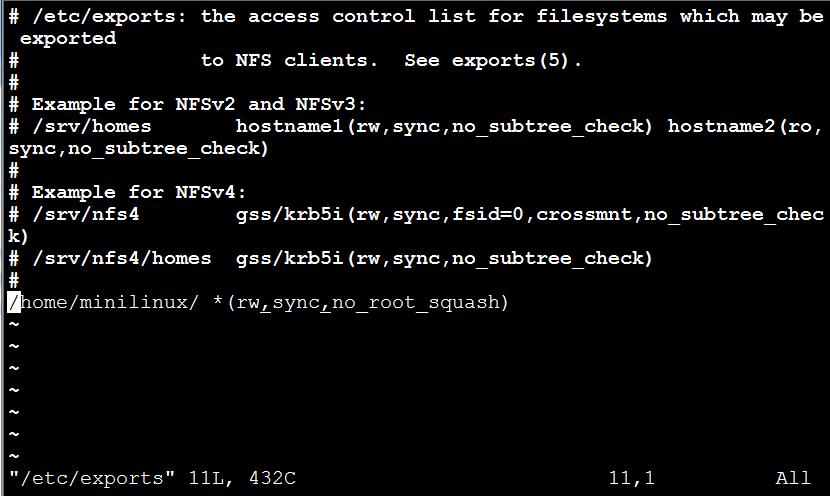 # /etc/exports: the access control list for filesystems which may be
 exported
#               to NFS clients.  See exports(5).
#
# Example for NFSv2 and NFSv3:
# /srv/homes       hostname1(rw,sync,no_subtree_check) hostname2(ro,
sync,no_subtree_check)
#
# Example for NFSv4:
# /srv/nfs4        gss/krb5i(rw,sync,fsid=0,crossmnt,no_subtree_chec
k)
# /srv/nfs4/homes  gss/krb5i(rw,sync,no_subtree_check)
#
/home/minilinux/ *(rw,sync,no_root_squash)
~
~
~
~
~
~
~
"/etc/exports" 11L, 432C                             11,1          All